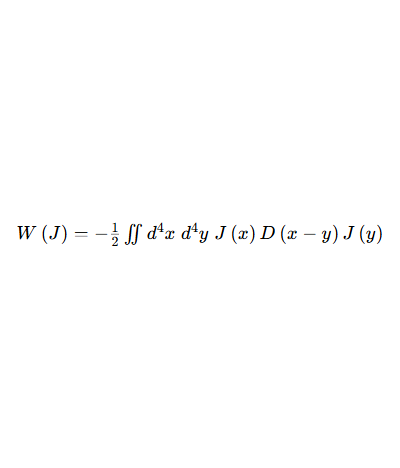 W (J) = −½ ∬ d⁴x d⁴y J (x) D (x − y) J (y)